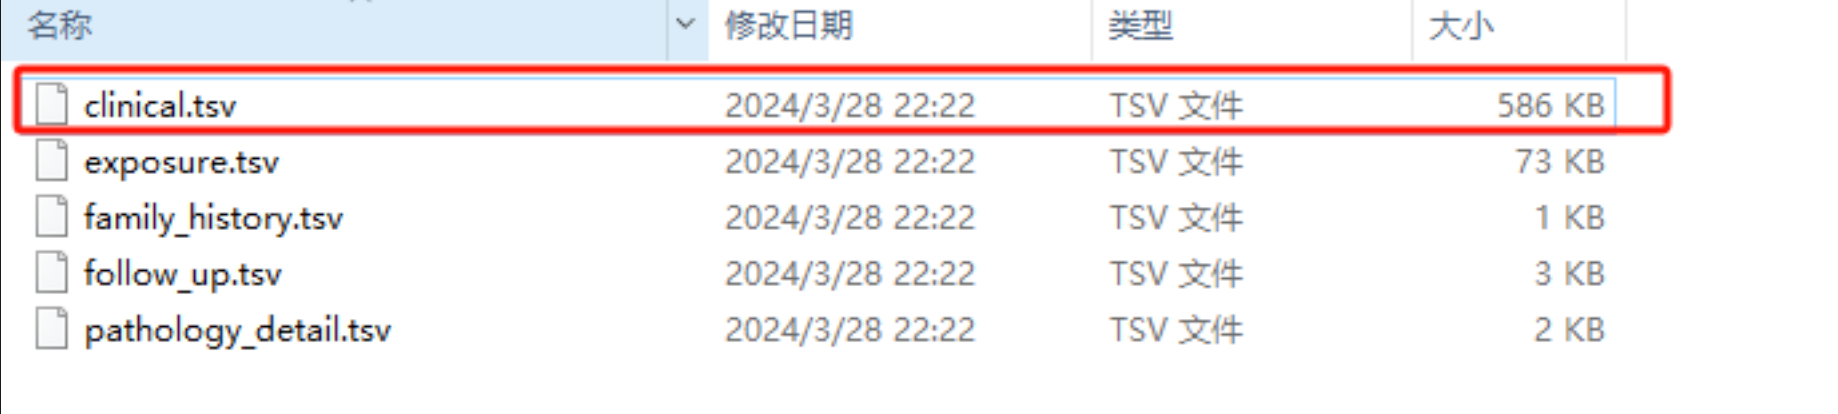 名称 修改日期 类型 大小
clinical.tsv 2024/3/28 22:22 TSV 文件 586 KB
exposure.tsv 2024/3/28 22:22 TSV 文件 73 KB
family_history.tsv 2024/3/28 22:22 TSV 文件 1 KB
follow_up.tsv 2024/3/28 22:22 TSV 文件 3 KB
pathology_detail.tsv 2024/3/28 22:22 TSV 文件 2 KB